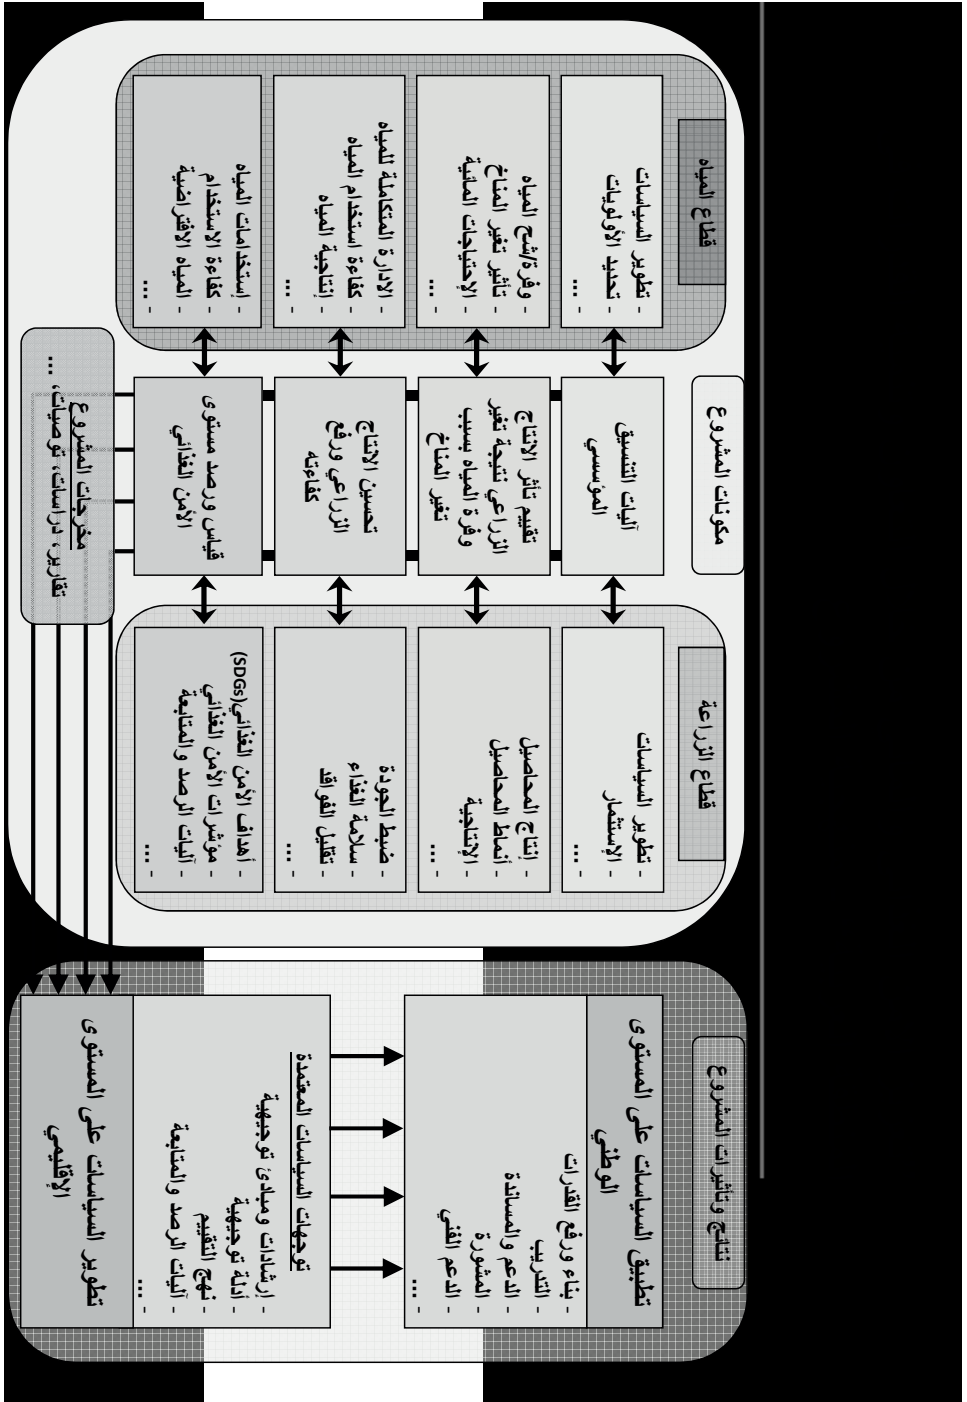 قطاع المياه
- تطوير السياسات
- تحديد الأولويات
- ...
- وفرة/شح المياه
- تأثير تغير المناخ
- الإحتياجات المائية
- ...
- الادارة المتكاملة للمياه
- كفاءة استخدام المياه
- إنتاجية المياه
- ...
- إستخدامات المياه
- كفاءة الاستخدام
- المياه الافتراضية
- ...
مكونات المشروع
آليات التنسيق
المؤسسي
تقييم تأثر الانتاج
الزراعي نتيجة تغير
وفرة المياه بسبب
تغير المناخ
تحسين الانتاج
الزراعي ورفع
كفاءته
قياس ورصد مستوى
الأمن الغذائي
مخرجات المشروع
تقارير، دراسات، توصيات، ...
قطاع الزراعة
- تطوير السياسات
- الإستثمار
- ...
- إنتاج المحاصيل
- أنماط المحاصيل
- الإنتاجية
- ...
- ضبط الجودة
- سلامة الغذاء
- تقليل الفواقد
- ...
- أهداف الأمن الغذائي(SDGs)
- مؤشرات الأمن الغذائي
- آليات الرصد والمتابعة
- ...
نتائج وتأثيرات المشروع
تطبيق السياسات على المستوى
الوطني
- بناء ورفع القدرات
- التدريب
- الدعم والمساندة
- المشورة
- الدعم الفني
- ...
توجهات السياسات المعتمدة
- إرشادات ومبادئ توجيهية
- أدلة توجيهية
- نهج التقييم
- آليات الرصد والمتابعة
- ...
تطوير السياسات على المستوى
الإقليمي